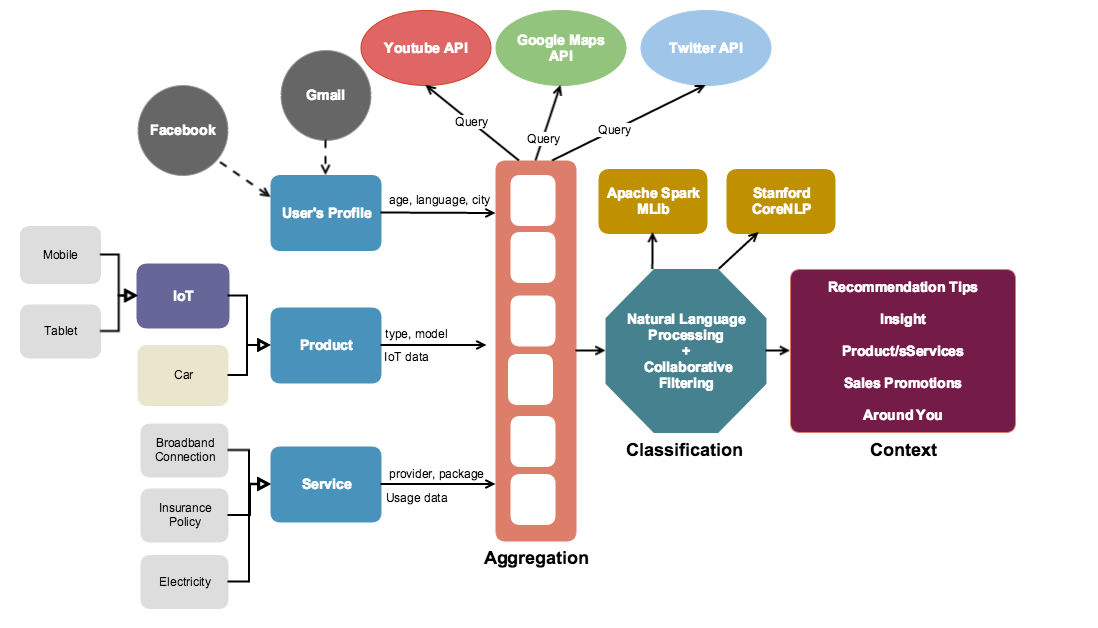 Youtube API
Google Maps
API
Twitter API
Gmail
Facebook
Query
Query
Query
User's Profile
age, language, city
Apache Spark
MLib
Stanford
CoreNLP
Mobile
Tablet
IoT
Car
Product
type, model
IoT data
Natural Language
Processing
+
Collaborative
Filtering
Classification
Recommendation Tips
Insight
Product/sServices
Sales Promotions
Around You
Context
Broadband
Connection
Insurance
Policy
Electricity
Service
provider, package
Usage data
Aggregation